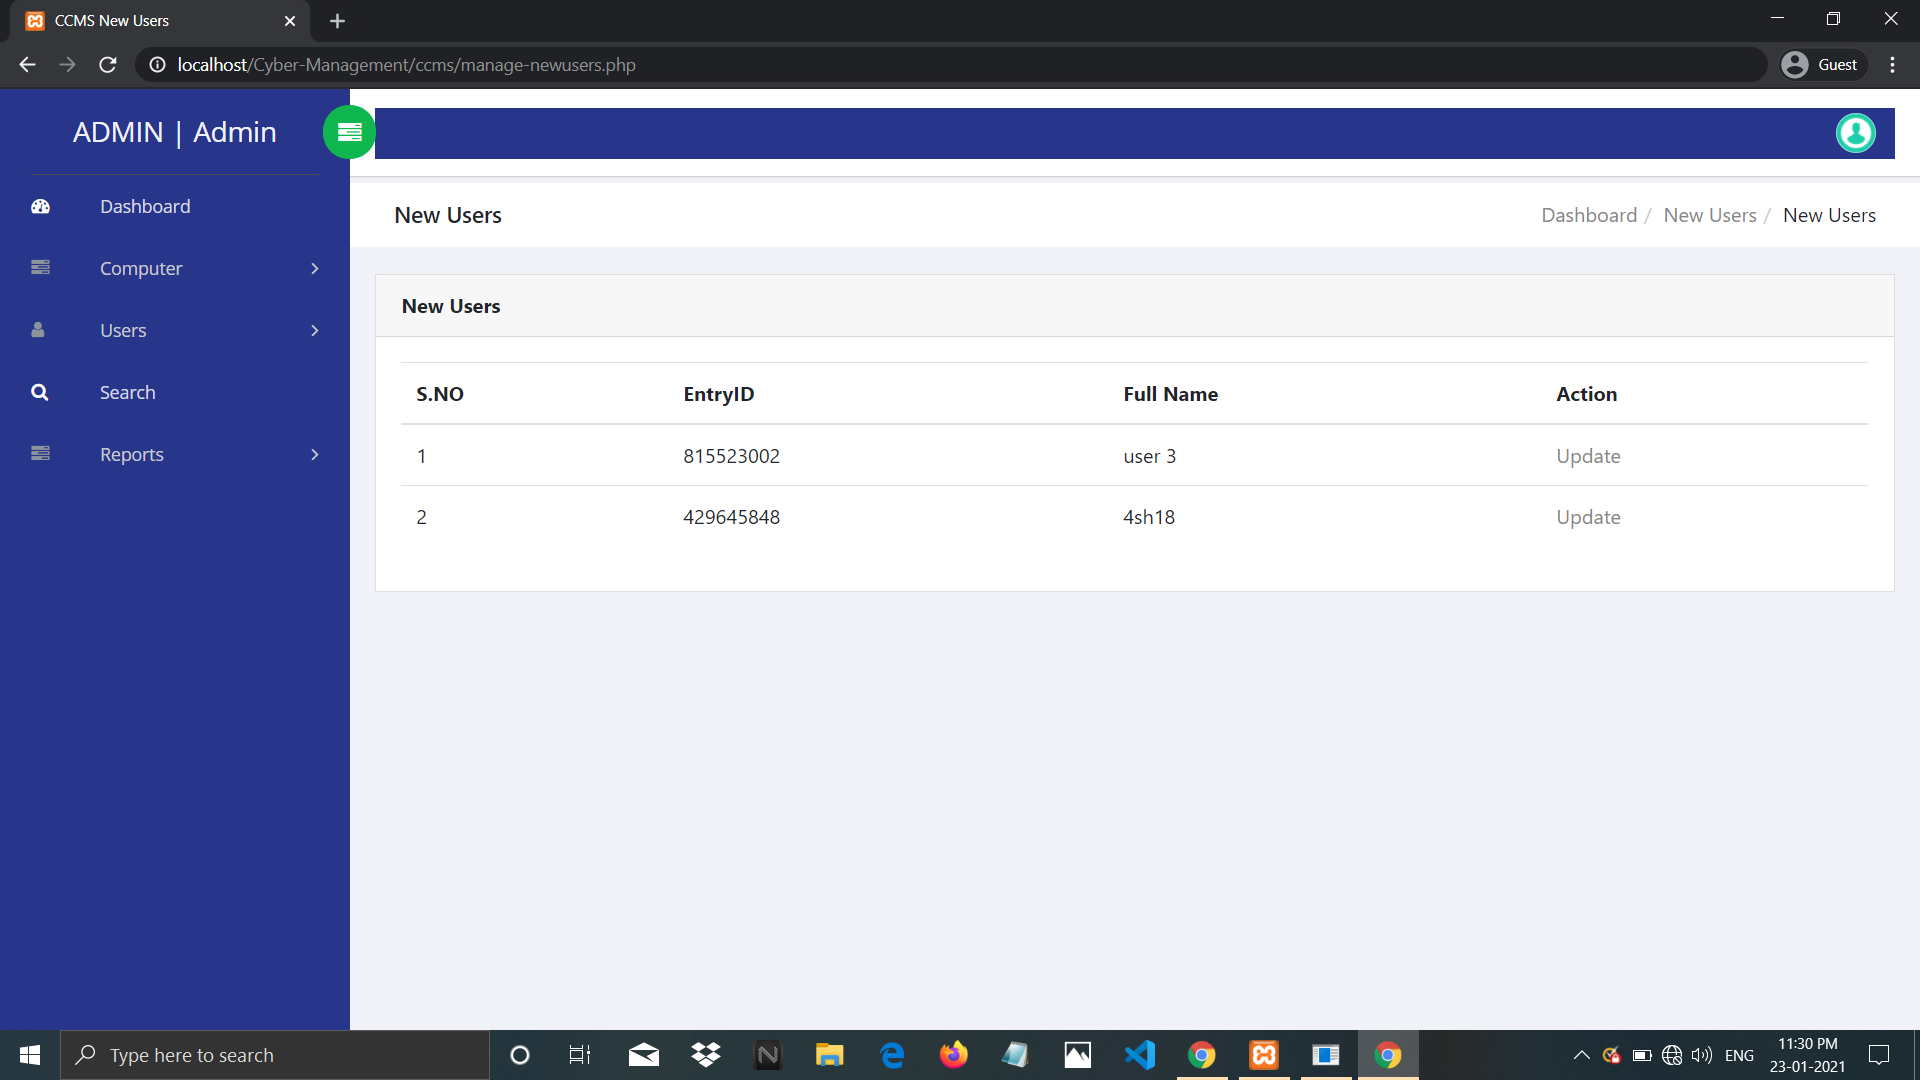 CCMS New Users
localhost/Cyber-Management/ccms/manage-newusers.php
Guest
ADMIN | Admin
Dashboard
Computer
Users
Search
Reports
New Users
Dashboard / New Users / New Users
New Users
S.NO EntryID Full Name Action
1 815523002 user 3 Update
2 429645848 4sh18 Update
Type here to search
ENG
11:30 PM
23-01-2021